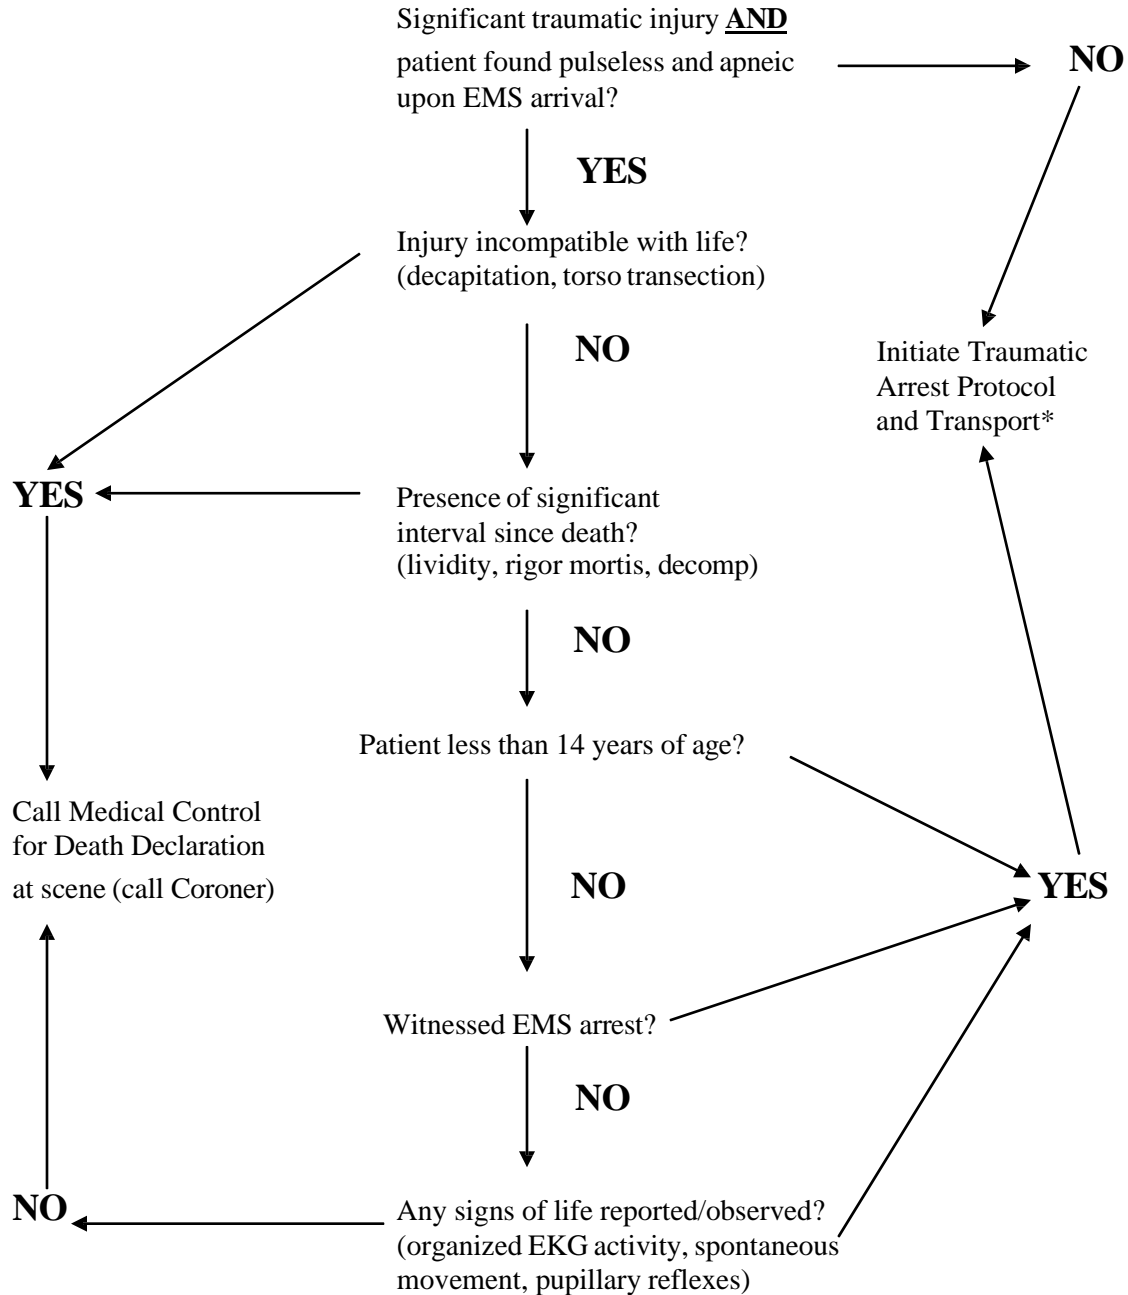 Significant traumatic injury AND
patient found pulseless and apneic
upon EMS arrival?
NO
YES
Injury incompatible with life?
(decapitation, torso transection)
NO
Initiate Traumatic
Arrest Protocol
and Transport*
YES
Presence of significant
interval since death?
(lividity, rigor mortis, decomp)
NO
Patient less than 14 years of age?
Call Medical Control
for Death Declaration
at scene (call Coroner)
NO
YES
Witnessed EMS arrest?
NO
NO
Any signs of life reported/observed?
(organized EKG activity, spontaneous
movement, pupillary reflexes)